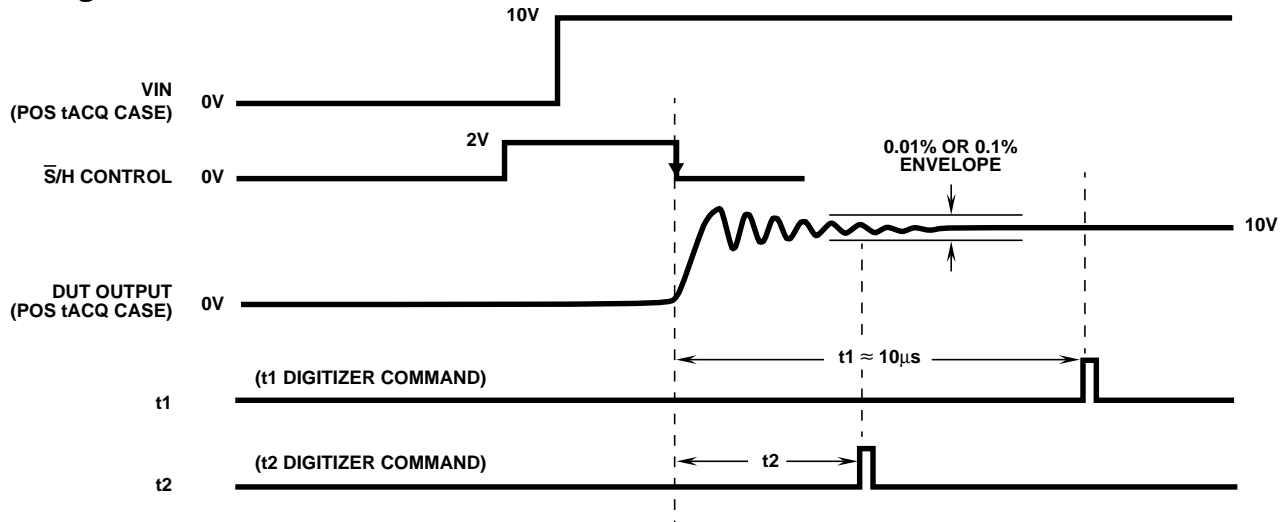 10V
VIN
(POS tACQ CASE)
0V
2V
S̅/H CONTROL
0V
0.01% OR 0.1%
ENVELOPE
10V
DUT OUTPUT
(POS tACQ CASE)
0V
t1 ≈ 10μs
(t1 DIGITIZER COMMAND)
t1
(t2 DIGITIZER COMMAND)
t2
t2